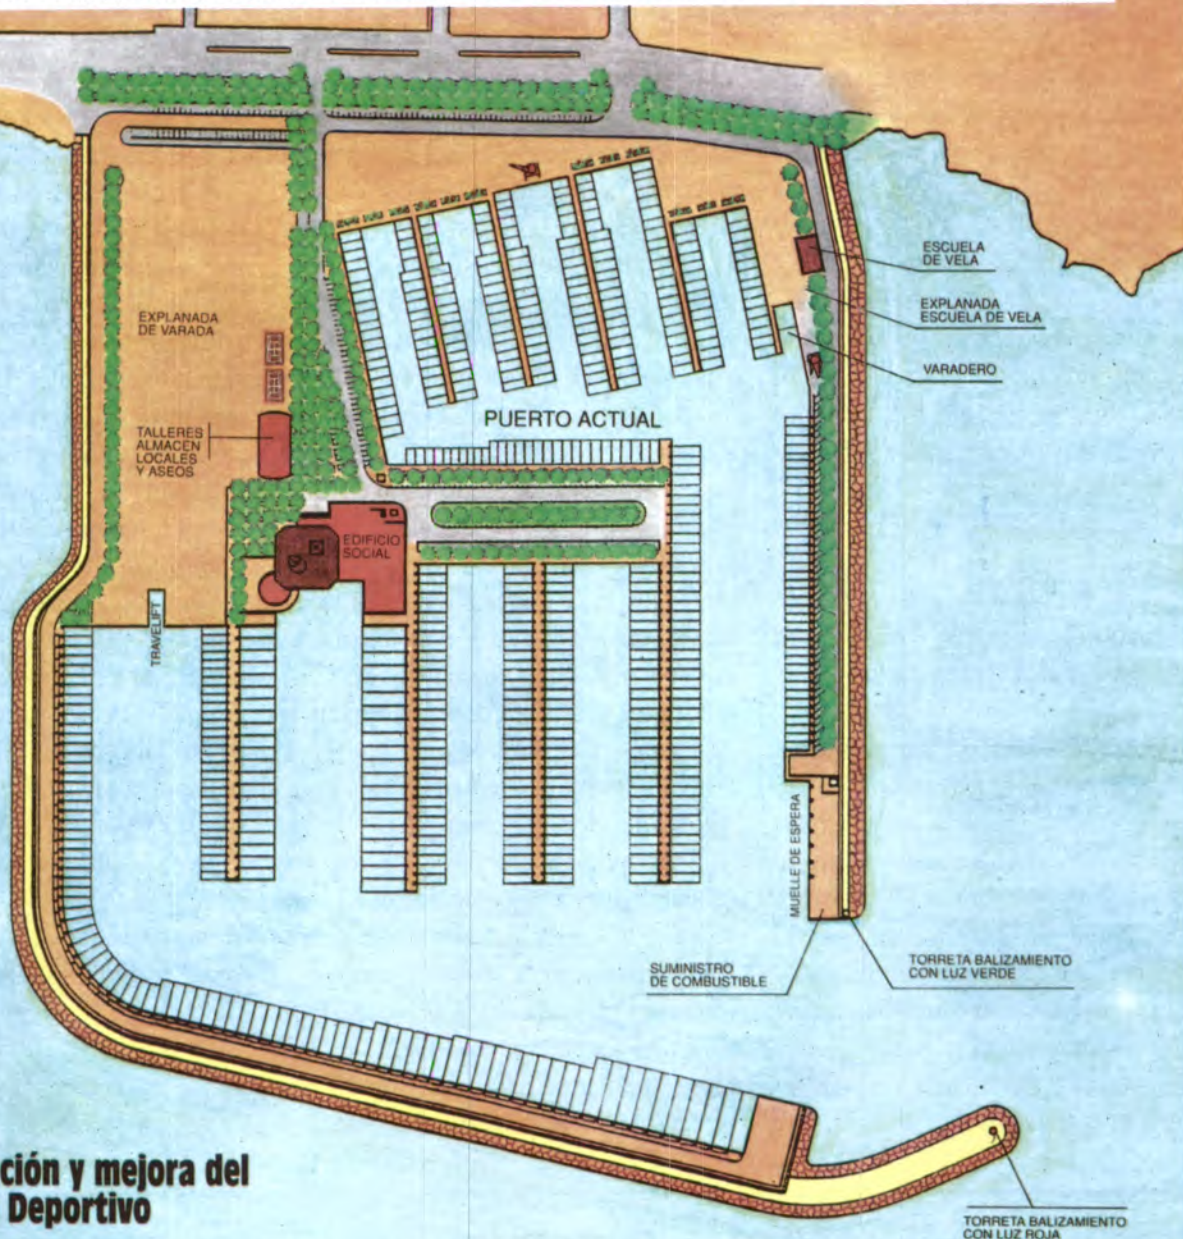 ESCUELA
DE VELA
EXPLANADA
ESCUELA DE VELA
VARADERO
EXPLANADA
DE VARADA
TALLERES
ALMACEN
LOCALES
Y ASEOS
PUERTO ACTUAL
EDIFICIO
SOCIAL
TRAVELIFT
MUELLE DE ESPERA
SUMINISTRO
DE COMBUSTIBLE
TORRETA BALIZAMIENTO
CON LUZ VERDE
ción y mejora del
Deportivo
TORRETA BALIZAMIENTO
CON LUZ ROJA